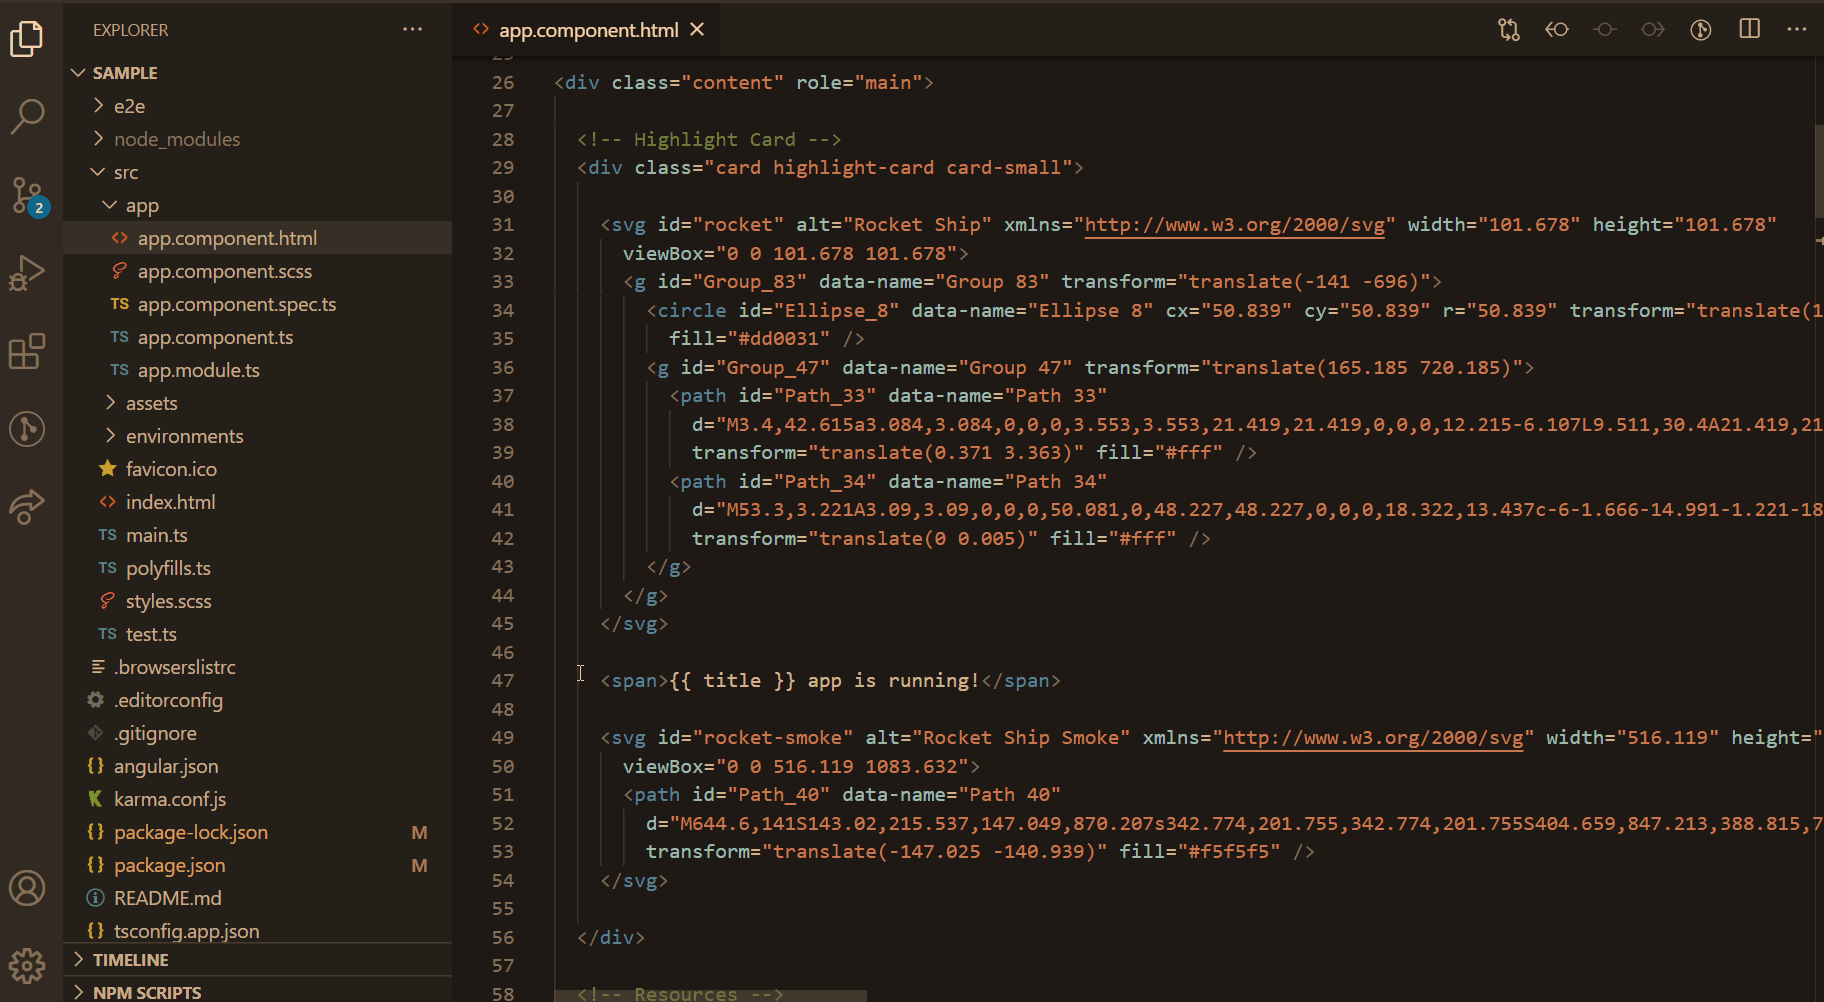 EXPLORER
SAMPLE
e2e
node_modules
src
app
app.component.html
app.component.scss
TS app.component.spec.ts
TS app.component.ts
TS app.module.ts
assets
environments
favicon.ico
index.html
TS main.ts
TS polyfills.ts
styles.scss
TS test.ts
.browserslistrc
.editorconfig
.gitignore
{} angular.json
karma.conf.js
{} package-lock.json M
{} package.json M
README.md
{} tsconfig.app.json
TIMELINE
NPM SCRIPTS
2
app.component.html
25
26 <div class="content" role="main">
27
28 <!-- Highlight Card -->
29 <div class="card highlight-card card-small">
30
31 <svg id="rocket" alt="Rocket Ship" xmlns="http://www.w3.org/2000/svg" width="101.678" height="101.678"
32 viewBox="0 0 101.678 101.678">
33 <g id="Group_83" data-name="Group 83" transform="translate(-141 -696)">
34 <circle id="Ellipse_8" data-name="Ellipse 8" cx="50.839" cy="50.839" r="50.839" transform="translate(1
35 fill="#dd0031" />
36 <g id="Group_47" data-name="Group 47" transform="translate(165.185 720.185)">
37 <path id="Path_33" data-name="Path 33"
38 d="M3.4,42.615a3.084,3.084,0,0,0,3.553,3.553,21.419,21.419,0,0,0,12.215-6.107L9.511,30.4A21.419,21
39 transform="translate(0.371 3.363)" fill="#fff" />
40 <path id="Path_34" data-name="Path 34"
41 d="M53.3,3.221A3.09,3.09,0,0,0,50.081,0,48.227,48.227,0,0,0,18.322,13.437c-6-1.666-14.991-1.221-18
42 transform="translate(0 0.005)" fill="#fff" />
43 </g>
44 </g>
45 </svg>
46
47 <span>{{ title }} app is running!</span>
48
49 <svg id="rocket-smoke" alt="Rocket Ship Smoke" xmlns="http://www.w3.org/2000/svg" width="516.119" height="
50 viewBox="0 0 516.119 1083.632">
51 <path id="Path_40" data-name="Path 40"
52 d="M644.6,141S143.02,215.537,147.049,870.207s342.774,201.755,342.774,201.755S404.659,847.213,388.815,7
53 transform="translate(-147.025 -140.939)" fill="#f5f5f5" />
54 </svg>
55
56 </div>
57
58 <!-- Resources -->